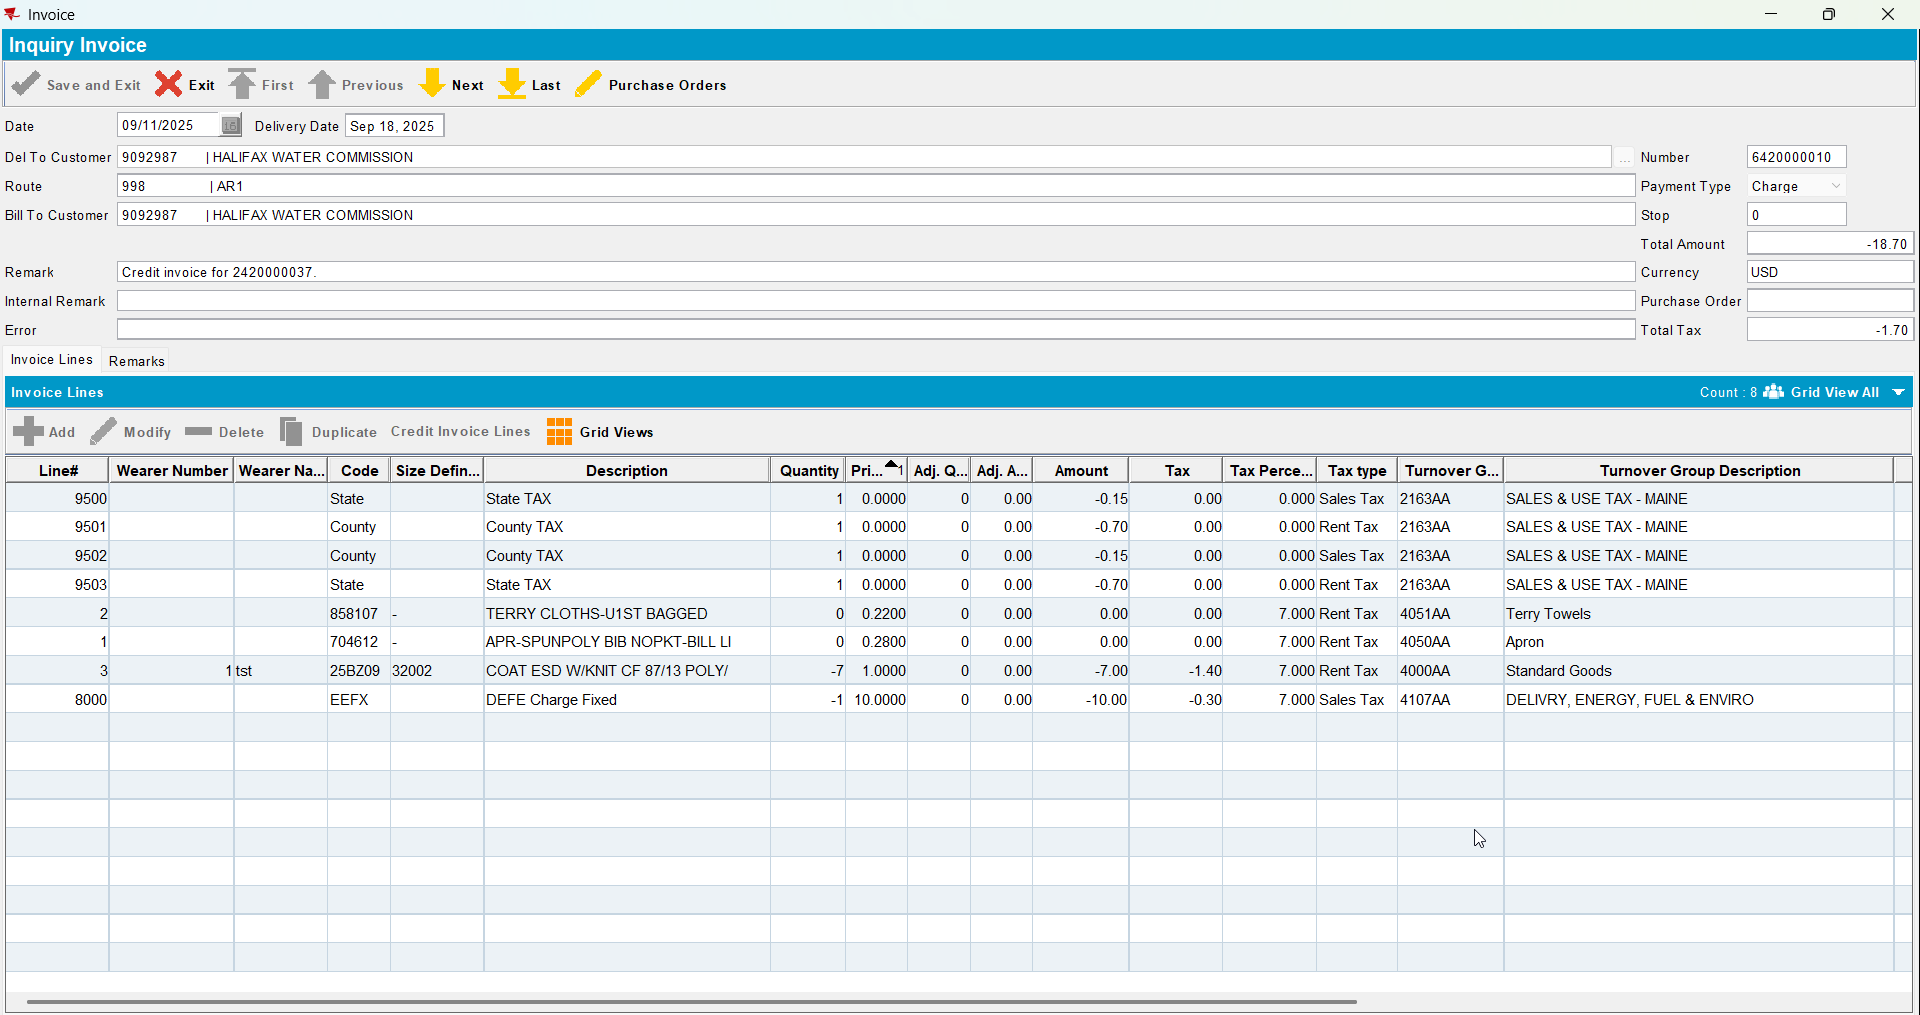 Invoice
Inquiry Invoice
Save and Exit Exit First Previous Next Last Purchase Orders
Date 09/11/2025 Delivery Date Sep 18, 2025
Del To Customer 9092987 | HALIFAX WATER COMMISSION ... Number 6420000010
Route 998 | AR1 Payment Type Charge
Bill To Customer 9092987 | HALIFAX WATER COMMISSION Stop 0
Total Amount -18.70
Remark Credit invoice for 2420000037. Currency USD
Internal Remark Purchase Order
Error Total Tax -1.70
Invoice Lines Remarks
Invoice Lines Count : 8 Grid View All
Add Modify Delete Duplicate Credit Invoice Lines Grid Views
Line# Wearer Number Wearer Na... Code Size Defin... Description Quantity Pri... 1 Adj. Q... Adj. A... Amount Tax Tax Perce... Tax type Turnover G... Turnover Group Description
9500 State State TAX 1 0.0000 0 0.00 -0.15 0.00 0.000 Sales Tax 2163AA SALES & USE TAX - MAINE
9501 County County TAX 1 0.0000 0 0.00 -0.70 0.00 0.000 Rent Tax 2163AA SALES & USE TAX - MAINE
9502 County County TAX 1 0.0000 0 0.00 -0.15 0.00 0.000 Sales Tax 2163AA SALES & USE TAX - MAINE
9503 State State TAX 1 0.0000 0 0.00 -0.70 0.00 0.000 Rent Tax 2163AA SALES & USE TAX - MAINE
2 858107 - TERRY CLOTHS-U1ST BAGGED 0 0.2200 0 0.00 0.00 0.00 7.000 Rent Tax 4051AA Terry Towels
1 704612 - APR-SPUNPOLY BIB NOPKT-BILL LI 0 0.2800 0 0.00 0.00 0.00 7.000 Rent Tax 4050AA Apron
3 1 tst 25BZ09 32002 COAT ESD W/KNIT CF 87/13 POLY/ -7 1.0000 0 0.00 -7.00 -1.40 7.000 Rent Tax 4000AA Standard Goods
8000 EEFX DEFE Charge Fixed -1 10.0000 0 0.00 -10.00 -0.30 7.000 Sales Tax 4107AA DELIVRY, ENERGY, FUEL & ENVIRO